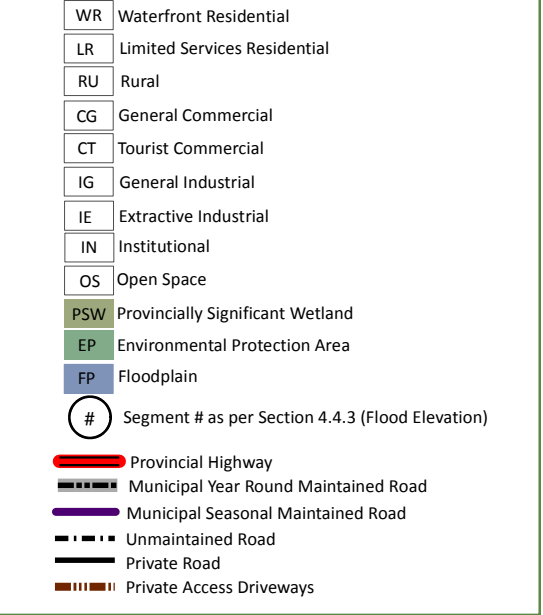 WR Waterfront Residential
LR Limited Services Residential
RU Rural
CG General Commercial
CT Tourist Commercial
IG General Industrial
IE Extractive Industrial
IN Institutional
OS Open Space
PSW Provincially Significant Wetland
EP Environmental Protection Area
FP Floodplain
# Segment # as per Section 4.4.3 (Flood Elevation)
Provincial Highway
Municipal Year Round Maintained Road
Municipal Seasonal Maintained Road
Unmaintained Road
Private Road
Private Access Driveways